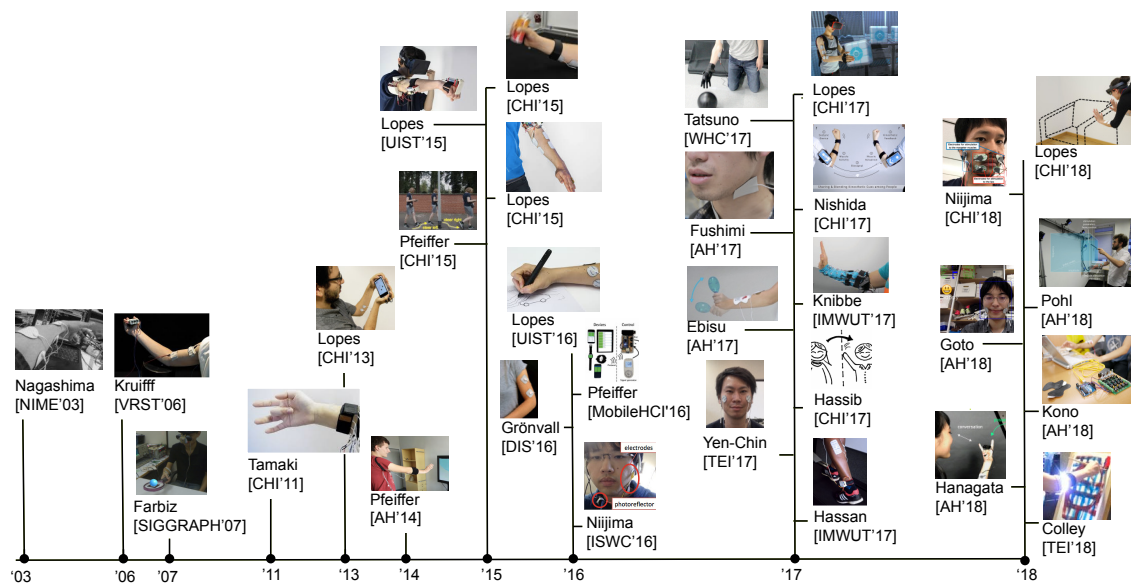 Nagashima
[NIME'03]
Kruifff
[VRST'06]
Farbiz
[SIGGRAPH'07]
Tamaki
[CHI'11]
Lopes
[CHI'13]
Pfeiffer
[AH'14]
Lopes
[UIST'15]
Pfeiffer
[CHI'15]
Lopes
[CHI'15]
Lopes
[CHI'15]
Lopes
[UIST'16]
Grönvall
[DIS'16]
Devices
Control
Pfeiffer
[MobileHCI'16]
electrodes
photoreflector
Niijima
[ISWC'16]
Tatsuno
[WHC'17]
Fushimi
[AH'17]
Ebisu
[AH'17]
Yen-Chin
[TEI'17]
Lopes
[CHI'17]
Nishida
[CHI'17]
Knibbe
[IMWUT'17]
Hassib
[CHI'17]
Hassan
[IMWUT'17]
Niijima
[CHI'18]
Goto
[AH'18]
conversation
Hanagata
[AH'18]
Lopes
[CHI'18]
Pohl
[AH'18]
Kono
[AH'18]
Colley
[TEI'18]
'03
'06
'07
'11
'13
'14
'15
'16
'17
'18